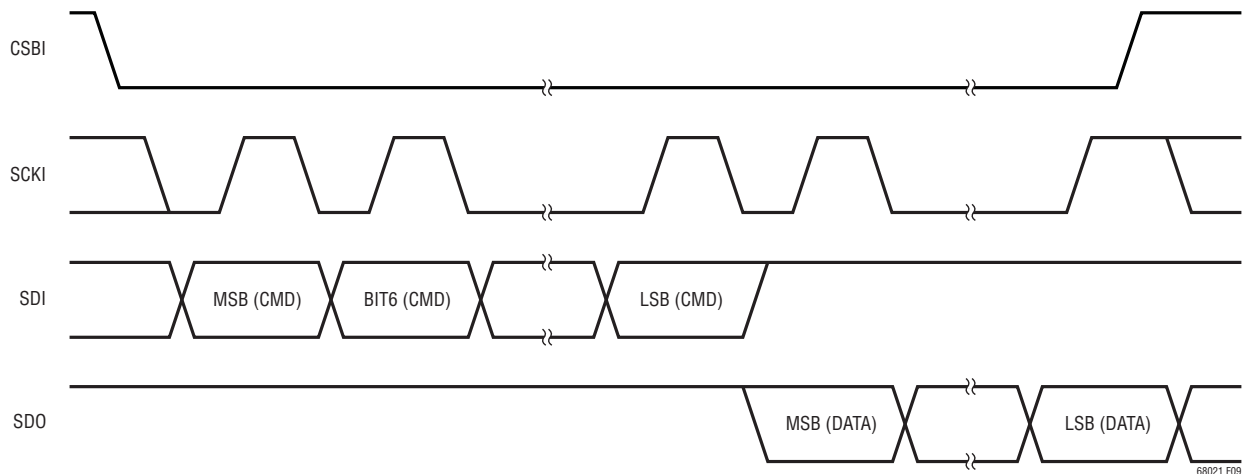 CSBI
SCKI
SDI
MSB (CMD)
BIT6 (CMD)
LSB (CMD)
SDO
MSB (DATA)
LSB (DATA)
68021 F09